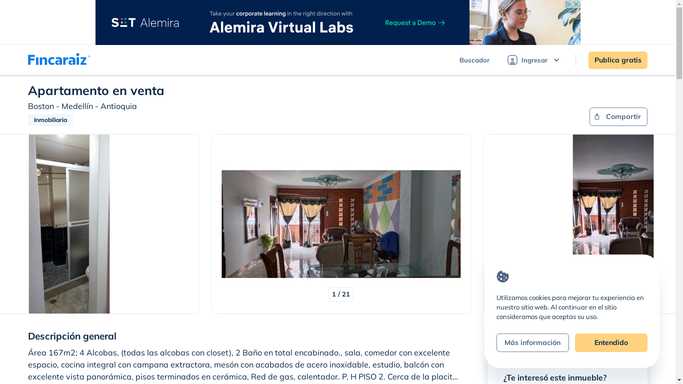 SIT Alemira
Take your corporate learning in the right direction with
Alemira Virtual Labs
Request a Demo →
Fincaraiz
Buscador
Ingresar
Publica gratis
Apartamento en venta
Boston - Medellín - Antioquia
Inmobiliaria
Compartir
1 / 21
Utilizamos cookies para mejorar tu experiencia en
nuestro sitio web. Al continuar en el sitio
consideramos que aceptas su uso.
Más información
Entendido
Descripción general
Área 167m2; 4 Alcobas, (todas las alcobas con closet), 2 Baño en total encabinado., sala, comedor con excelente
espacio, cocina integral con campana extractora, mesón con acabados de acero inoxidable, estudio, balcón con
excelente vista panorámica, pisos terminados en cerámica, Red de gas, calentador. P. H PISO 2. Cerca de la placit...
¿Te interesó este inmueble?